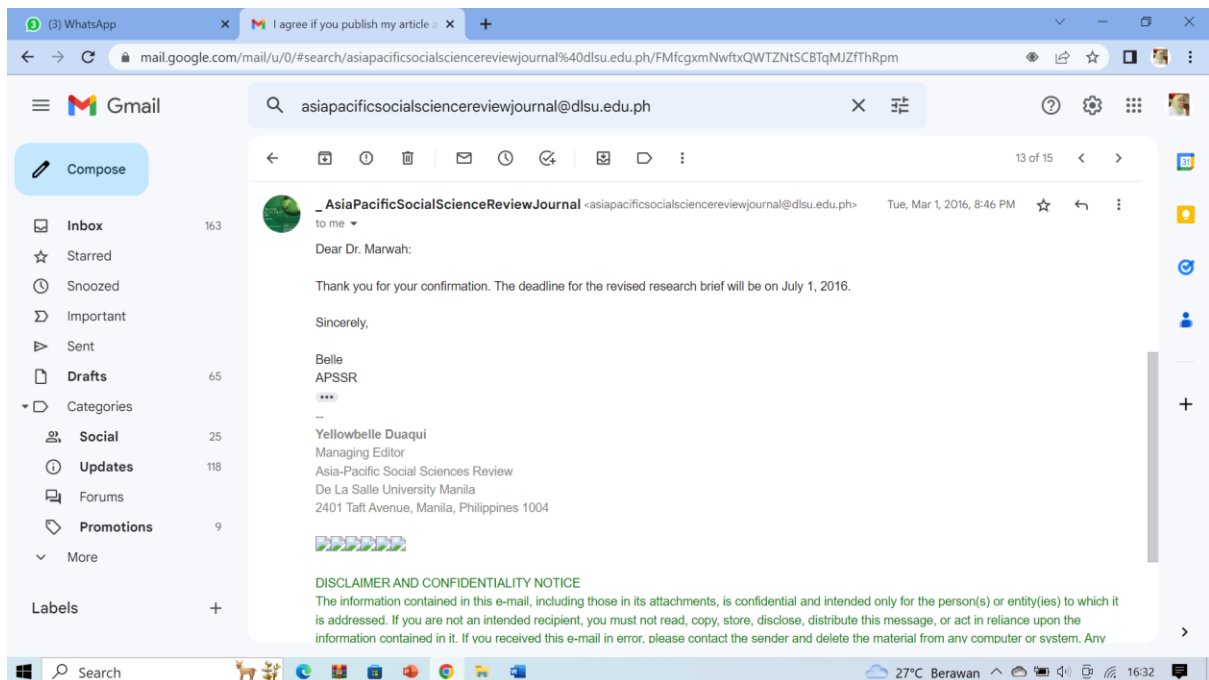 (3) WhatsApp
I agree if you publish my article a
mail.google.com/mail/u/0/#search/asiapacificsocialsciencereviewjournal%40dlsu.edu.ph/FMfcgxmNwftxQWTZNtSCBTqMJZfThRpm
Gmail
asiapacificsocialsciencereviewjournal@dlsu.edu.ph
Compose
13 of 15
31
Inbox 163
Starred
Snoozed
Important
Sent
Drafts 65
Categories
Social 25
Updates 118
Forums
Promotions 9
More
Labels
_ AsiaPacificSocialScienceReviewJournal <asiapacificsocialsciencereviewjournal@dlsu.edu.ph> Tue, Mar 1, 2016, 8:46 PM
to me
Dear Dr. Marwah:
Thank you for your confirmation. The deadline for the revised research brief will be on July 1, 2016.
Sincerely,
Belle
APSSR
--
Yellowbelle Duaqui
Managing Editor
Asia-Pacific Social Sciences Review
De La Salle University Manila
2401 Taft Avenue, Manila, Philippines 1004
DISCLAIMER AND CONFIDENTIALITY NOTICE
The information contained in this e-mail, including those in its attachments, is confidential and intended only for the person(s) or entity(ies) to which it
is addressed. If you are not an intended recipient, you must not read, copy, store, disclose, distribute this message, or act in reliance upon the
information contained in it. If you received this e-mail in error, please contact the sender and delete the material from any computer or system. Any
Search
27°C Berawan
16:32